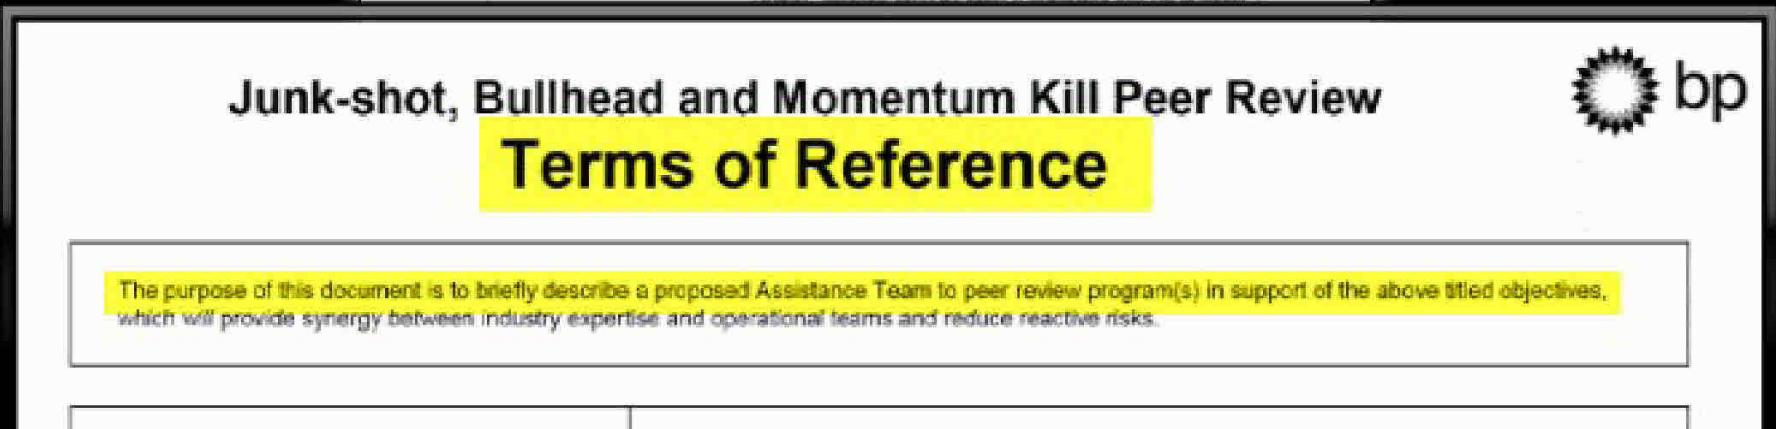 Junk-shot, Bullhead and Momentum Kill Peer Review
bp
Terms of Reference
The purpose of this document is to briefly describe a proposed Assistance Team to peer review program(s) in support of the above titled objectives,
which will provide synergy between industry expertise and operational teams and reduce reactive risks.